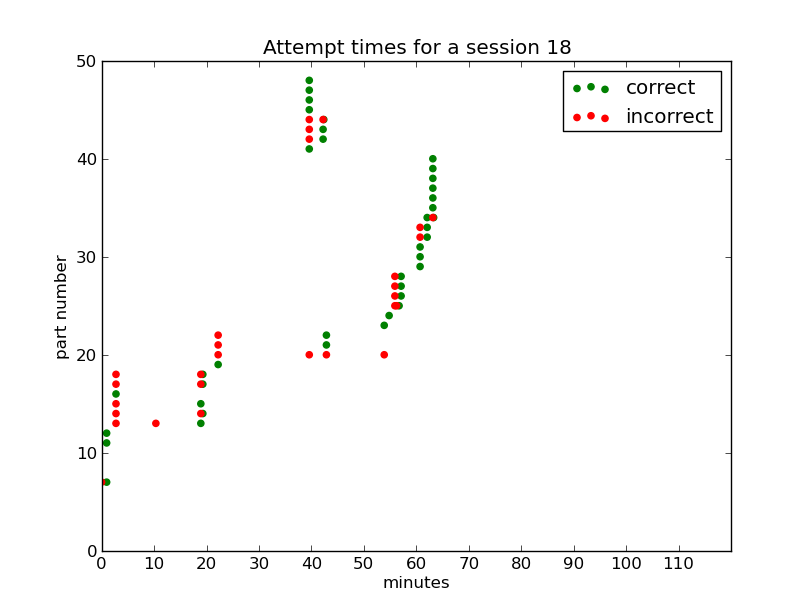 Attempt times for a session 18
correct
incorrect
50
40
30
20
10
0
part number
0 10 20 30 40 50 60 70 80 90 100 110
minutes